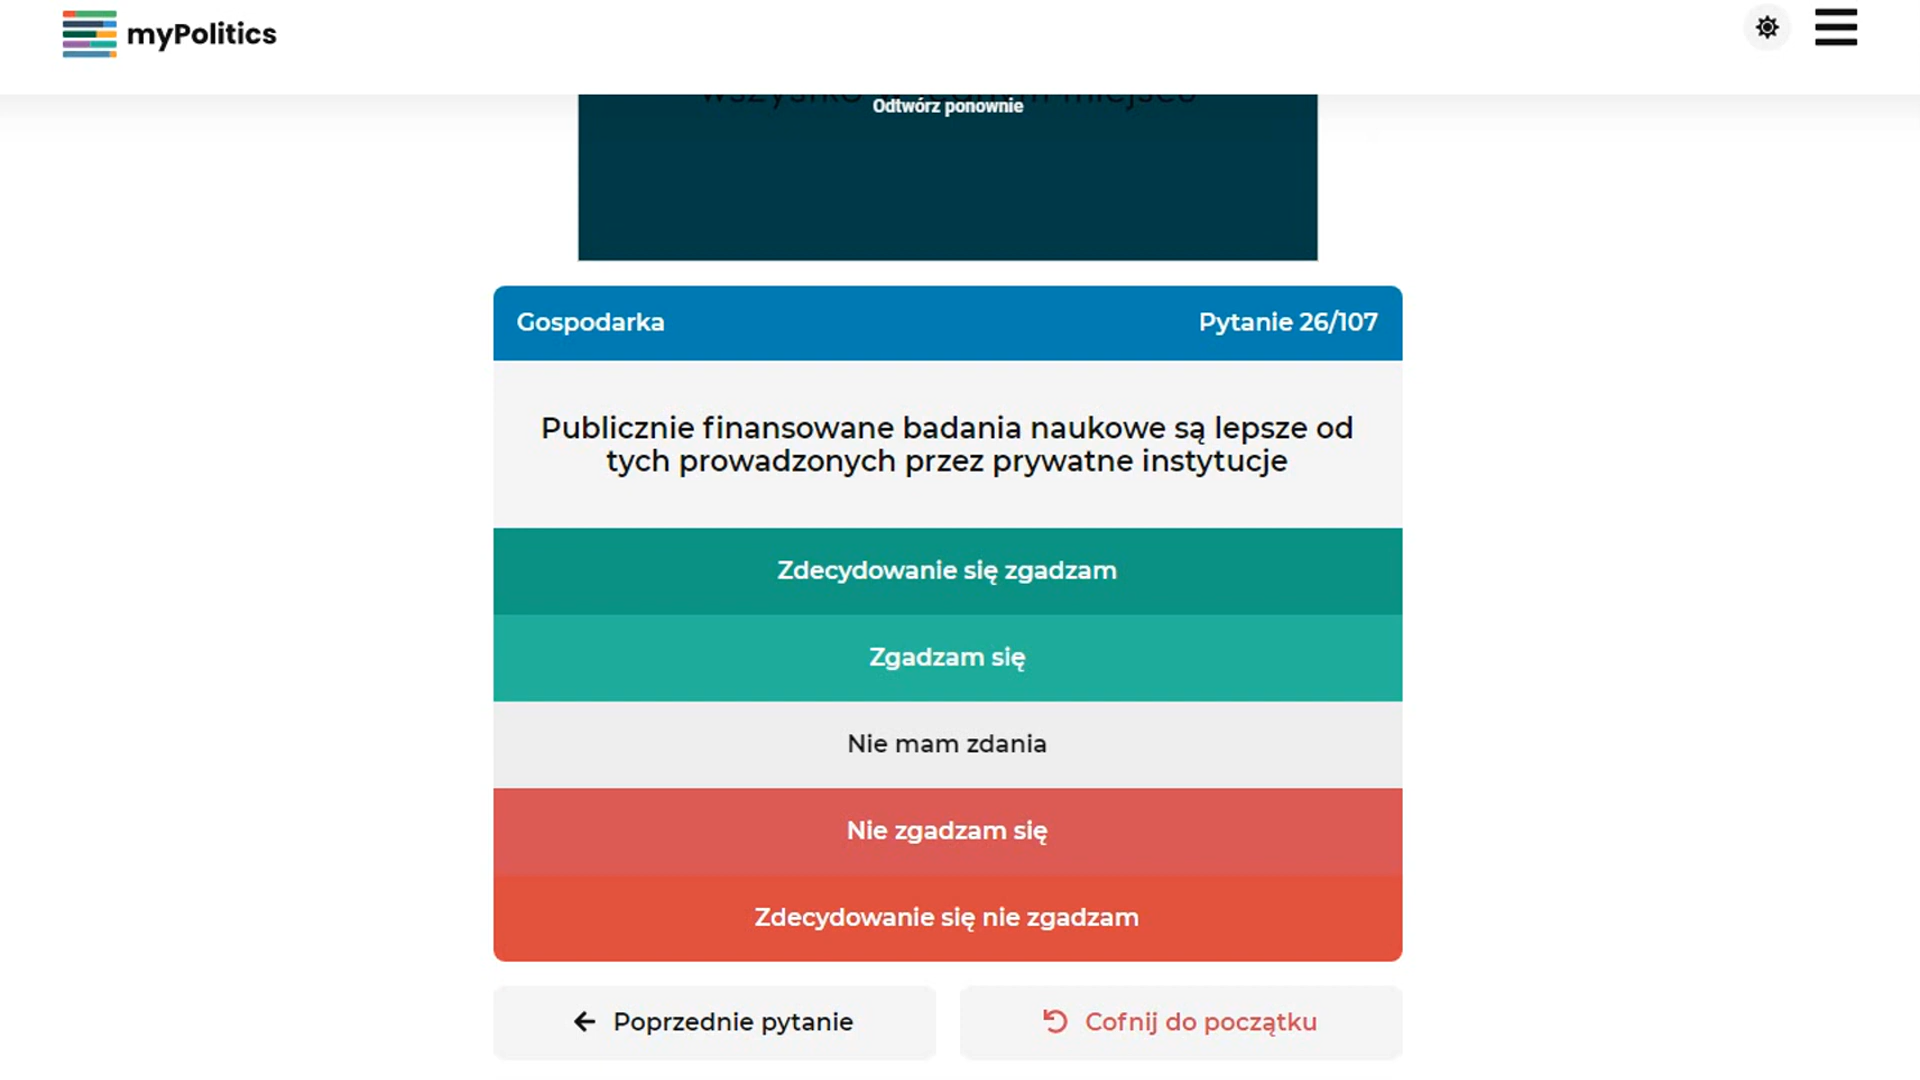 myPolitics
Odtwórz ponownie
Gospodarka
Pytanie 26/107
Publicznie finansowane badania naukowe są lepsze od
tych prowadzonych przez prywatne instytucje
Zdecydowanie się zgadzam
Zgadzam się
Nie mam zdania
Nie zgadzam się
Zdecydowanie się nie zgadzam
Poprzednie pytanie
Cofnij do początku